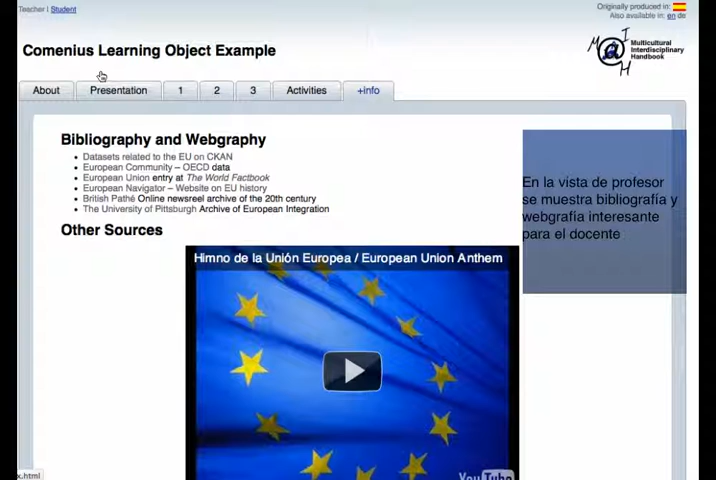 Teacher | Student
Originally produced in:
Also available in: en de
Comenius Learning Object Example
M@IH
Multicultural
Interdisciplinary
Handbook
About
Presentation
1
2
3
Activities
+info
Bibliography and Webgraphy
Datasets related to the EU on CKAN
European Community – OECD data
European Union entry at The World Factbook
European Navigator – Website on EU history
British Pathé Online newsreel archive of the 20th century
The University of Pittsburgh Archive of European Integration
En la vista de profesor
se muestra bibliografía y
webgrafía interesante
para el docente
Other Sources
Himno de la Unión Europea / European Union Anthem
YouTube
x.html